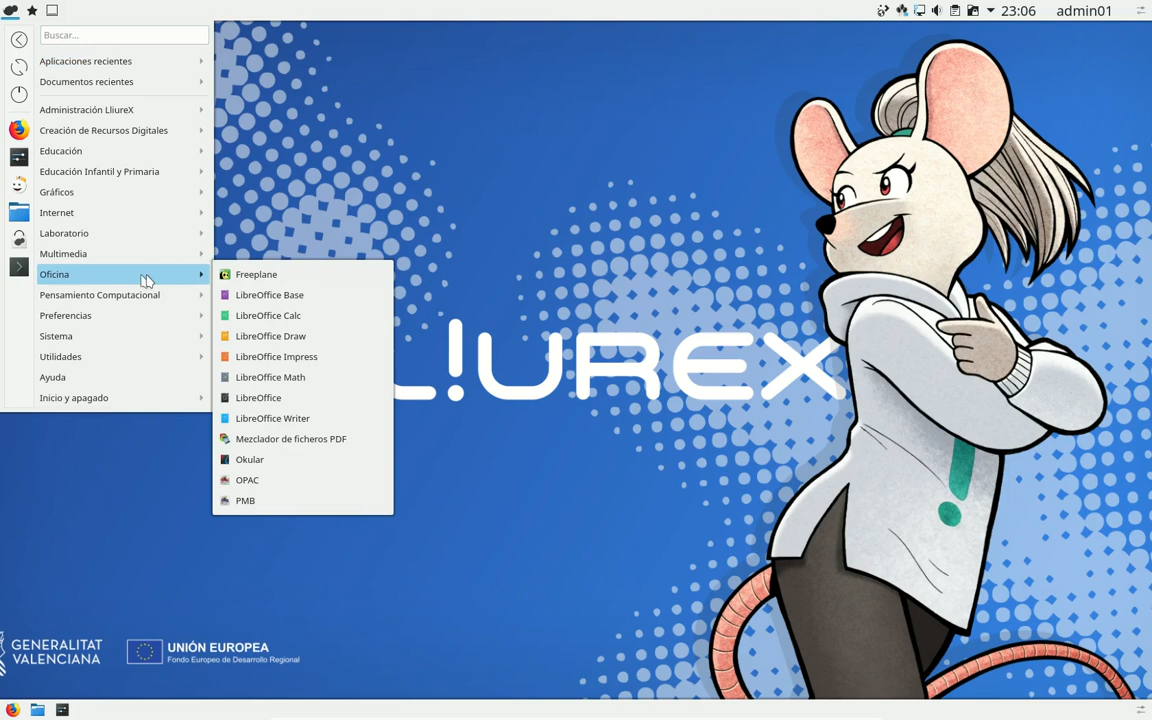 23:06
admin01
Buscar...
Aplicaciones recientes
Documentos recientes
Administración LliureX
Creación de Recursos Digitales
Educación
Educación Infantil y Primaria
Gráficos
Internet
Laboratorio
Multimedia
Oficina
Pensamiento Computacional
Preferencias
Sistema
Utilidades
Ayuda
Inicio y apagado
Freeplane
LibreOffice Base
LibreOffice Calc
LibreOffice Draw
LibreOffice Impress
LibreOffice Math
LibreOffice
LibreOffice Writer
Mezclador de ficheros PDF
Okular
OPAC
PMB
L!UREX
GENERALITAT
VALENCIANA
UNIÓN EUROPEA
Fondo Europeo de Desarrollo Regional